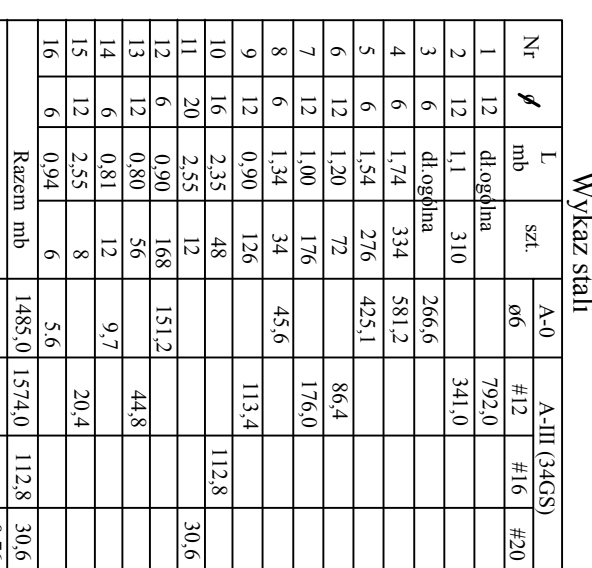 Wykaz stali
Nr ø L mb szt. A-0 ø6 A-III (34GS) #12 #16 #20
1 12 dł.ogólna 792,0
2 12 1,1 310 341,0
3 6 dł.ogólna 266,6
4 6 1,74 334 581,2
5 6 1,54 276 425,1
6 12 1,20 72 86,4
7 12 1,00 176 176,0
8 6 1,34 34 45,6
9 12 0,90 126 113,4
10 16 2,35 48 112,8
11 20 2,55 12 30,6
12 6 0,90 168 151,2
13 12 0,80 56 44,8
14 6 0,81 12 9,7
15 12 2,55 8 20,4
16 6 0,94 6 5.6
Razem mb 1485,0 1574,0 112,8 30,6